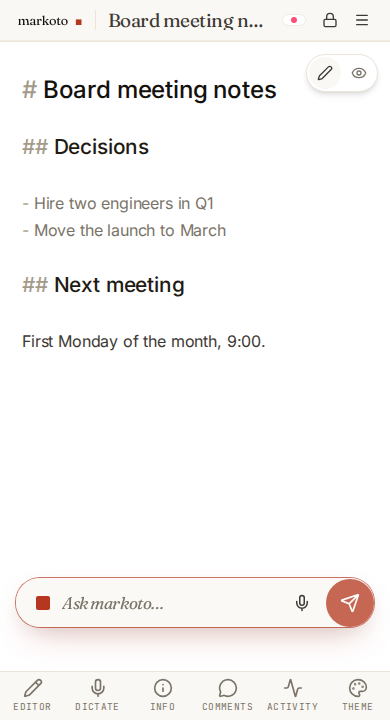 markoto
Board meeting n...
# Board meeting notes
## Decisions
- Hire two engineers in Q1
- Move the launch to March
## Next meeting
First Monday of the month, 9:00.
Ask markoto...
EDITOR DICTATE INFO COMMENTS ACTIVITY THEME